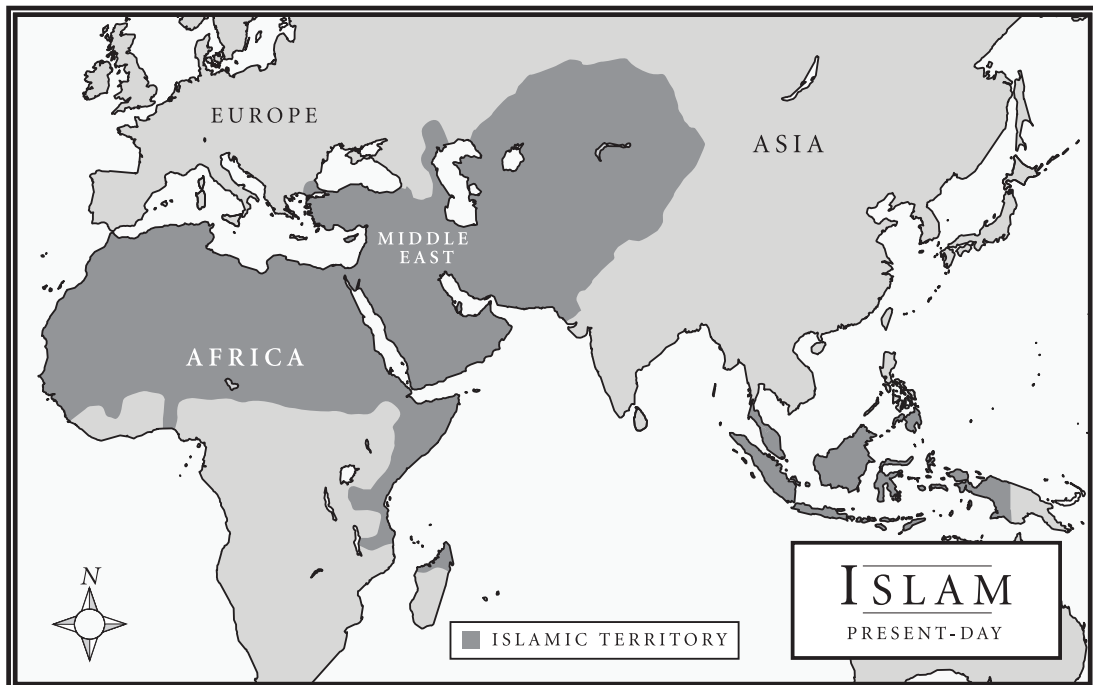 EUROPE
ASIA
MIDDLE
EAST
AFRICA
N
ISLAMIC TERRITORY
ISLAM
PRESENT-DAY